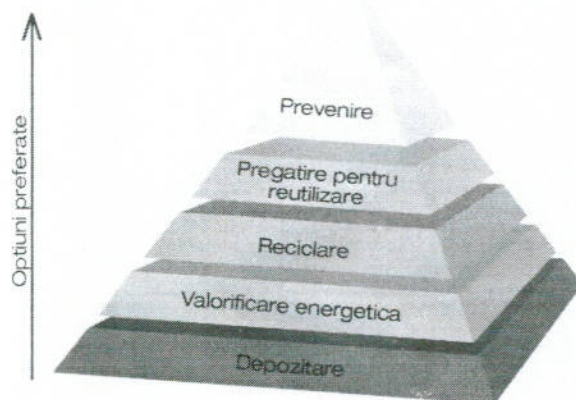 Optiuni preferate
Prevenire
Pregatire pentru
reutilizare
Reciclare
Valorificare energetica
Depozitare